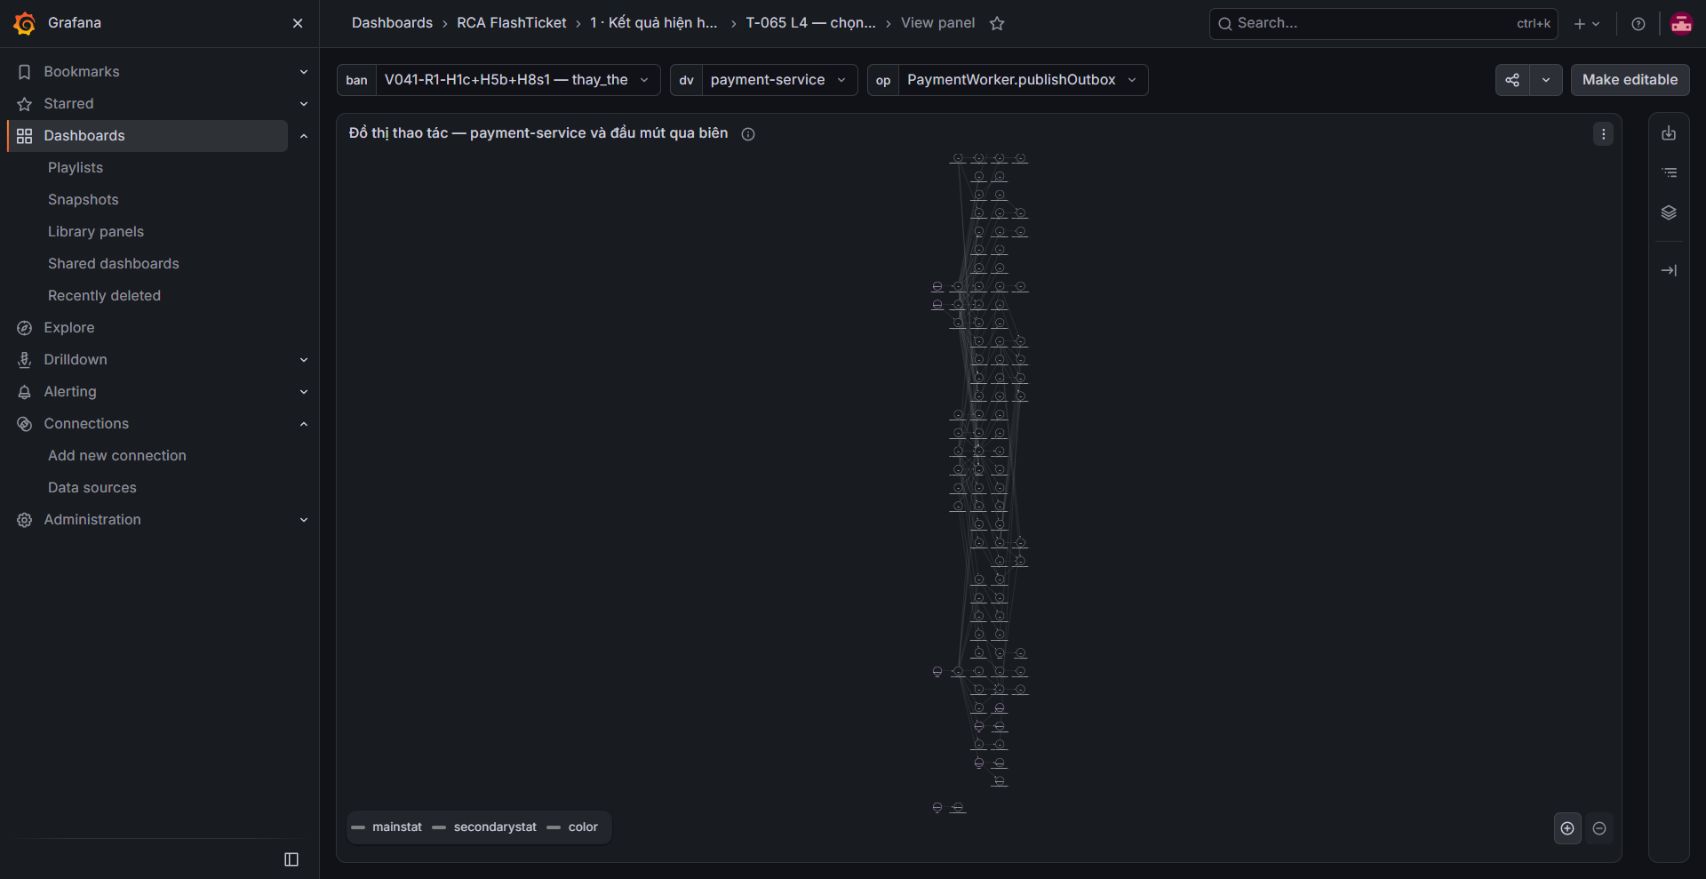 Grafana
Dashboards
RCA FlashTicket
1 · Kết quả hiện h...
T-065 L4 — chọn...
View panel
Search...
ctrl+k
Bookmarks
Starred
Dashboards
Playlists
Snapshots
Library panels
Shared dashboards
Recently deleted
Explore
Drilldown
Alerting
Connections
Add new connection
Data sources
Administration
ban
V041-R1-H1c+H5b+H8s1 — thay_the
dv
payment-service
op
PaymentWorker.publishOutbox
Make editable
Đồ thị thao tác — payment-service và đầu mút qua biên
mainstat
secondarystat
color